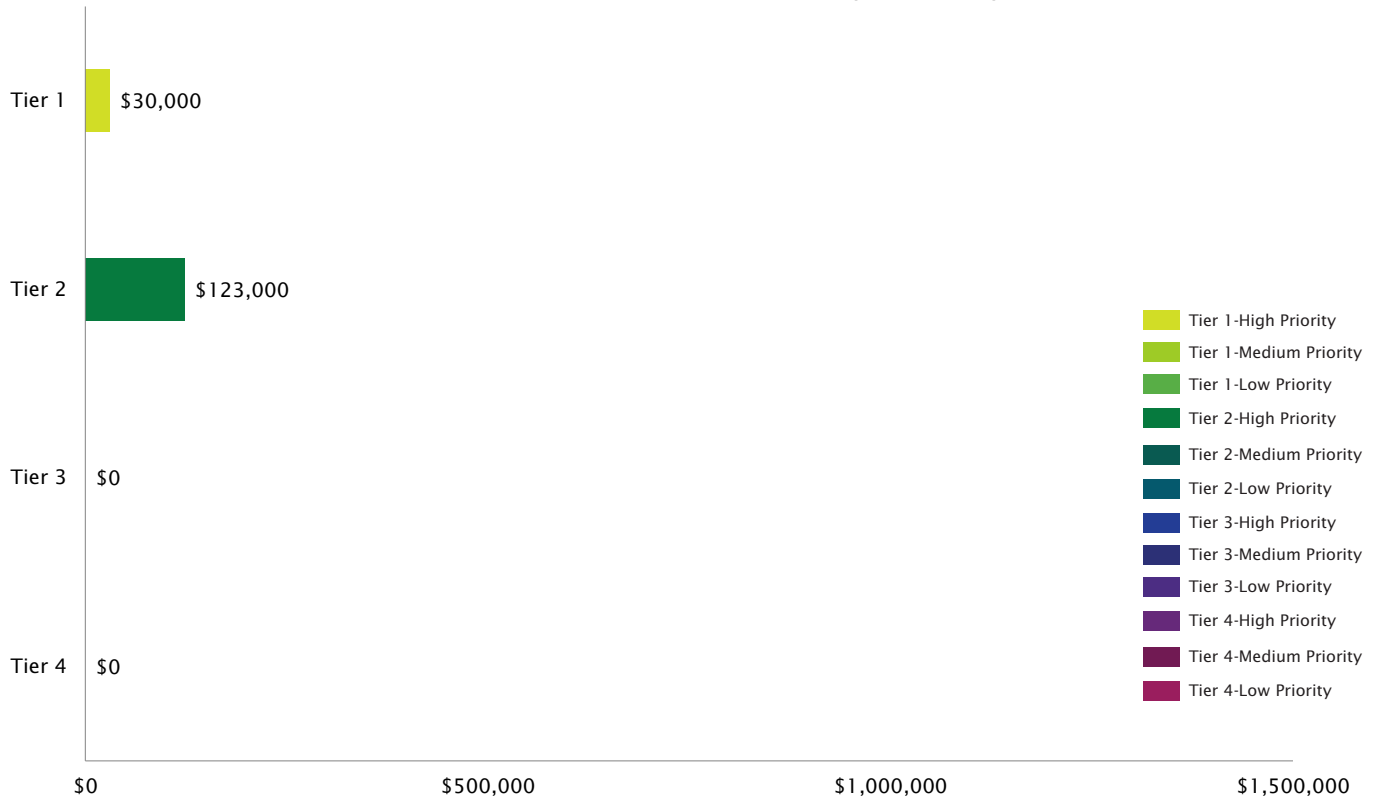 Tier 1
$30,000
Tier 2
$123,000
Tier 3
$0
Tier 4
$0
Tier 1-High Priority
Tier 1-Medium Priority
Tier 1-Low Priority
Tier 2-High Priority
Tier 2-Medium Priority
Tier 2-Low Priority
Tier 3-High Priority
Tier 3-Medium Priority
Tier 3-Low Priority
Tier 4-High Priority
Tier 4-Medium Priority
Tier 4-Low Priority
$0 $500,000 $1,000,000 $1,500,000